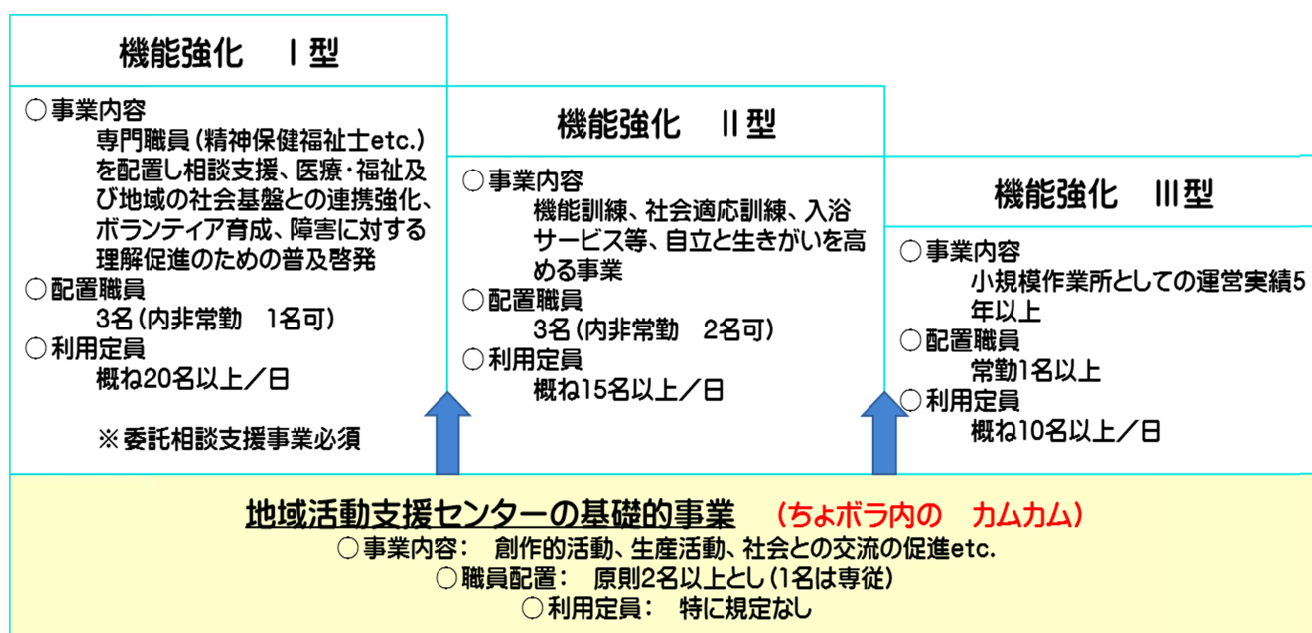 機能強化　Ⅰ型
○事業内容
専門職員(精神保健福祉士etc.)
を配置し相談支援、医療・福祉及
び地域の社会基盤との連携強化、
ボランティア育成、障害に対する
理解促進のための普及啓発
○配置職員
3名(内非常勤　1名可)
○利用定員
概ね20名以上／日
※委託相談支援事業必須
機能強化　Ⅱ型
○事業内容
機能訓練、社会適応訓練、入浴
サービス等、自立と生きがいを高
める事業
○配置職員
3名(内非常勤　2名可)
○利用定員
概ね15名以上／日
機能強化　Ⅲ型
○事業内容
小規模作業所としての運営実績5
年以上
○配置職員
常勤1名以上
○利用定員
概ね10名以上／日
地域活動支援センターの基礎的事業　(ちょボラ内の　カムカム)
○事業内容：　創作的活動、生産活動、社会との交流の促進etc.
○職員配置：　原則2名以上とし(1名は専従)
○利用定員：　特に規定なし